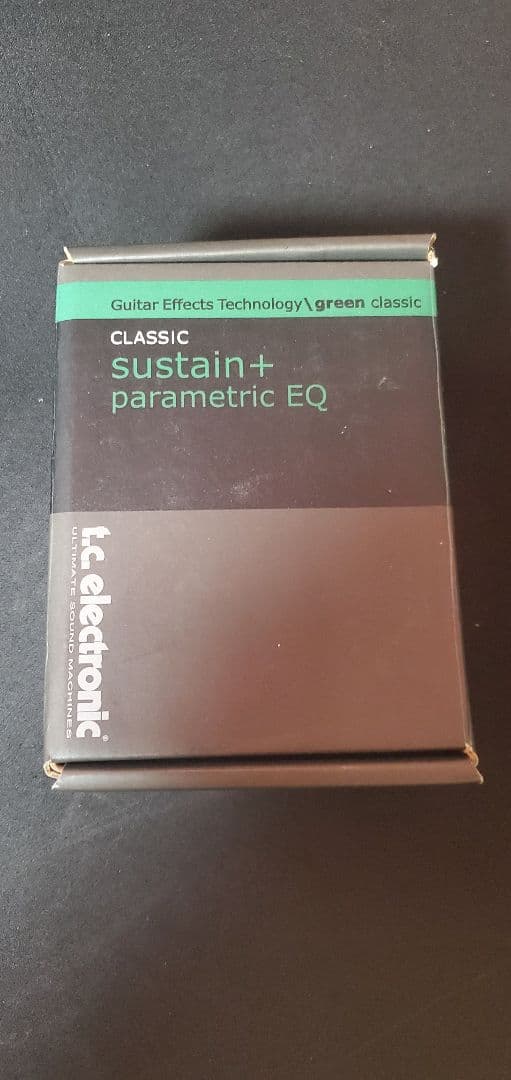 Guitar Effects Technology\green classic
CLASSIC
sustain+
parametric EQ
t.c. electronic®
ULTIMATE SOUND MACHINES